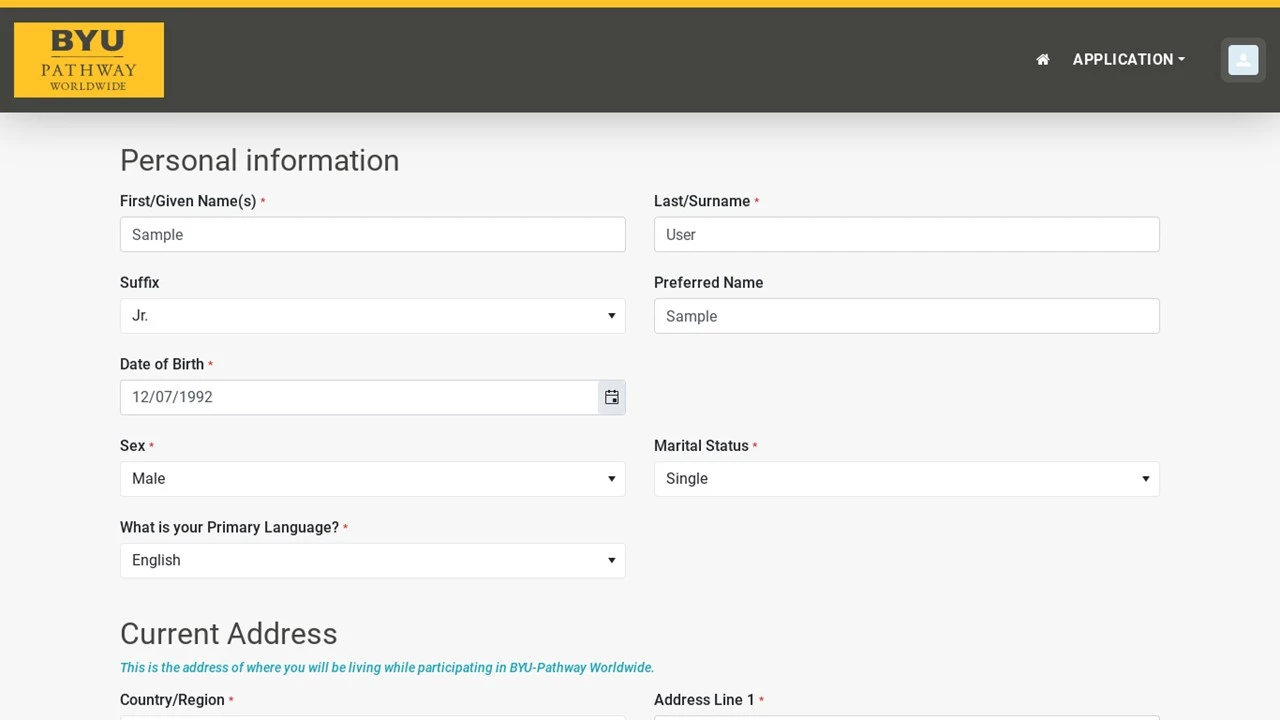 BYU
PATHWAY
WORLDWIDE
APPLICATION
Personal information
First/Given Name(s) *
Last/Surname *
Sample
User
Suffix
Preferred Name
Jr.
Sample
Date of Birth *
12/07/1992
Sex *
Marital Status *
Male
Single
What is your Primary Language? *
English
Current Address
This is the address of where you will be living while participating in BYU-Pathway Worldwide.
Country/Region *
Address Line 1 *